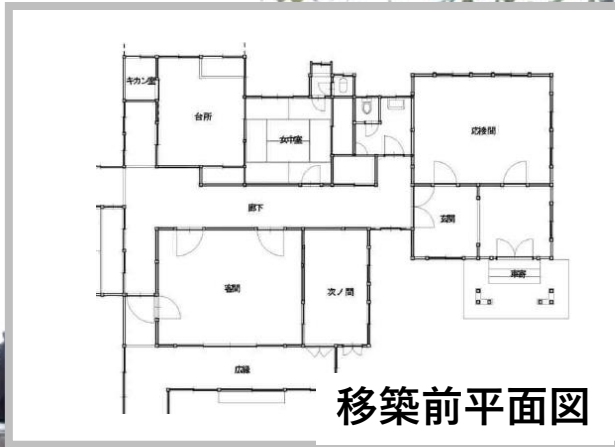 キカン室
台所
女中室
応接間
廊下
玄関
客間
次ノ間
車寄
広縁
移築前平面図